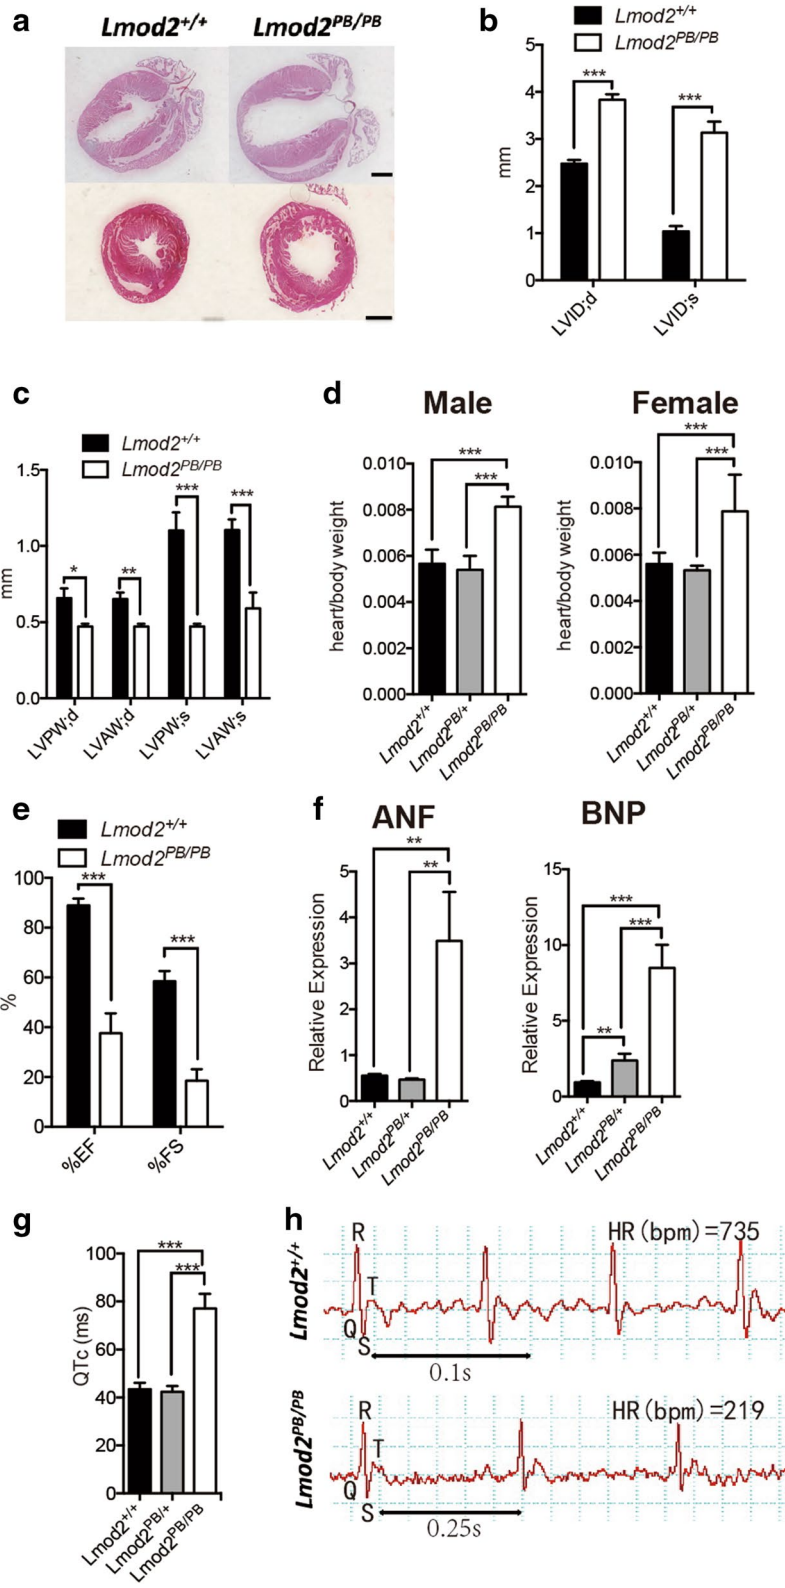 a
Lmod2+/+
Lmod2PB/PB
b
Lmod2+/+
Lmod2PB/PB
mm
5
4
3
2
1
0
***
***
LVID;d
LVID;s
c
Lmod2+/+
Lmod2PB/PB
mm
1.5
1.0
0.5
0.0
*
**
***
***
LVPW;d
LVAW;d
LVPW;s
LVAW;s
d
Male
heart/body weight
0.010
0.008
0.006
0.004
0.002
0.000
***
***
Lmod2+/+
Lmod2PB/+
Lmod2PB/PB
Female
heart/body weight
0.010
0.008
0.006
0.004
0.002
0.000
***
***
Lmod2+/+
Lmod2PB/+
Lmod2PB/PB
e
Lmod2+/+
Lmod2PB/PB
%
100
80
60
40
20
0
***
***
%EF
%FS
f
ANF
Relative Expression
5
4
3
2
1
0
**
**
Lmod2+/+
Lmod2PB/+
Lmod2PB/PB
BNP
Relative Expression
15
10
5
0
***
***
**
Lmod2+/+
Lmod2PB/+
Lmod2PB/PB
g
QTc (ms)
100
80
60
40
20
0
***
***
Lmod2+/+
Lmod2PB/+
Lmod2PB/PB
h
Lmod2+/+
HR(bpm)=735
R
T
Q
S
0.1s
Lmod2PB/PB
HR(bpm)=219
R
T
Q
S
0.25s